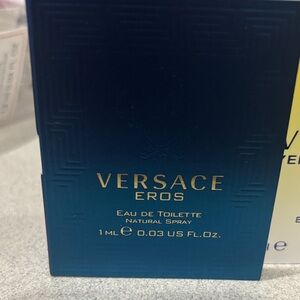 VERSACE
EROS
EAU DE TOILETTE
NATURAL SPRAY
1 ML ℮ 0.03 US FL.OZ.